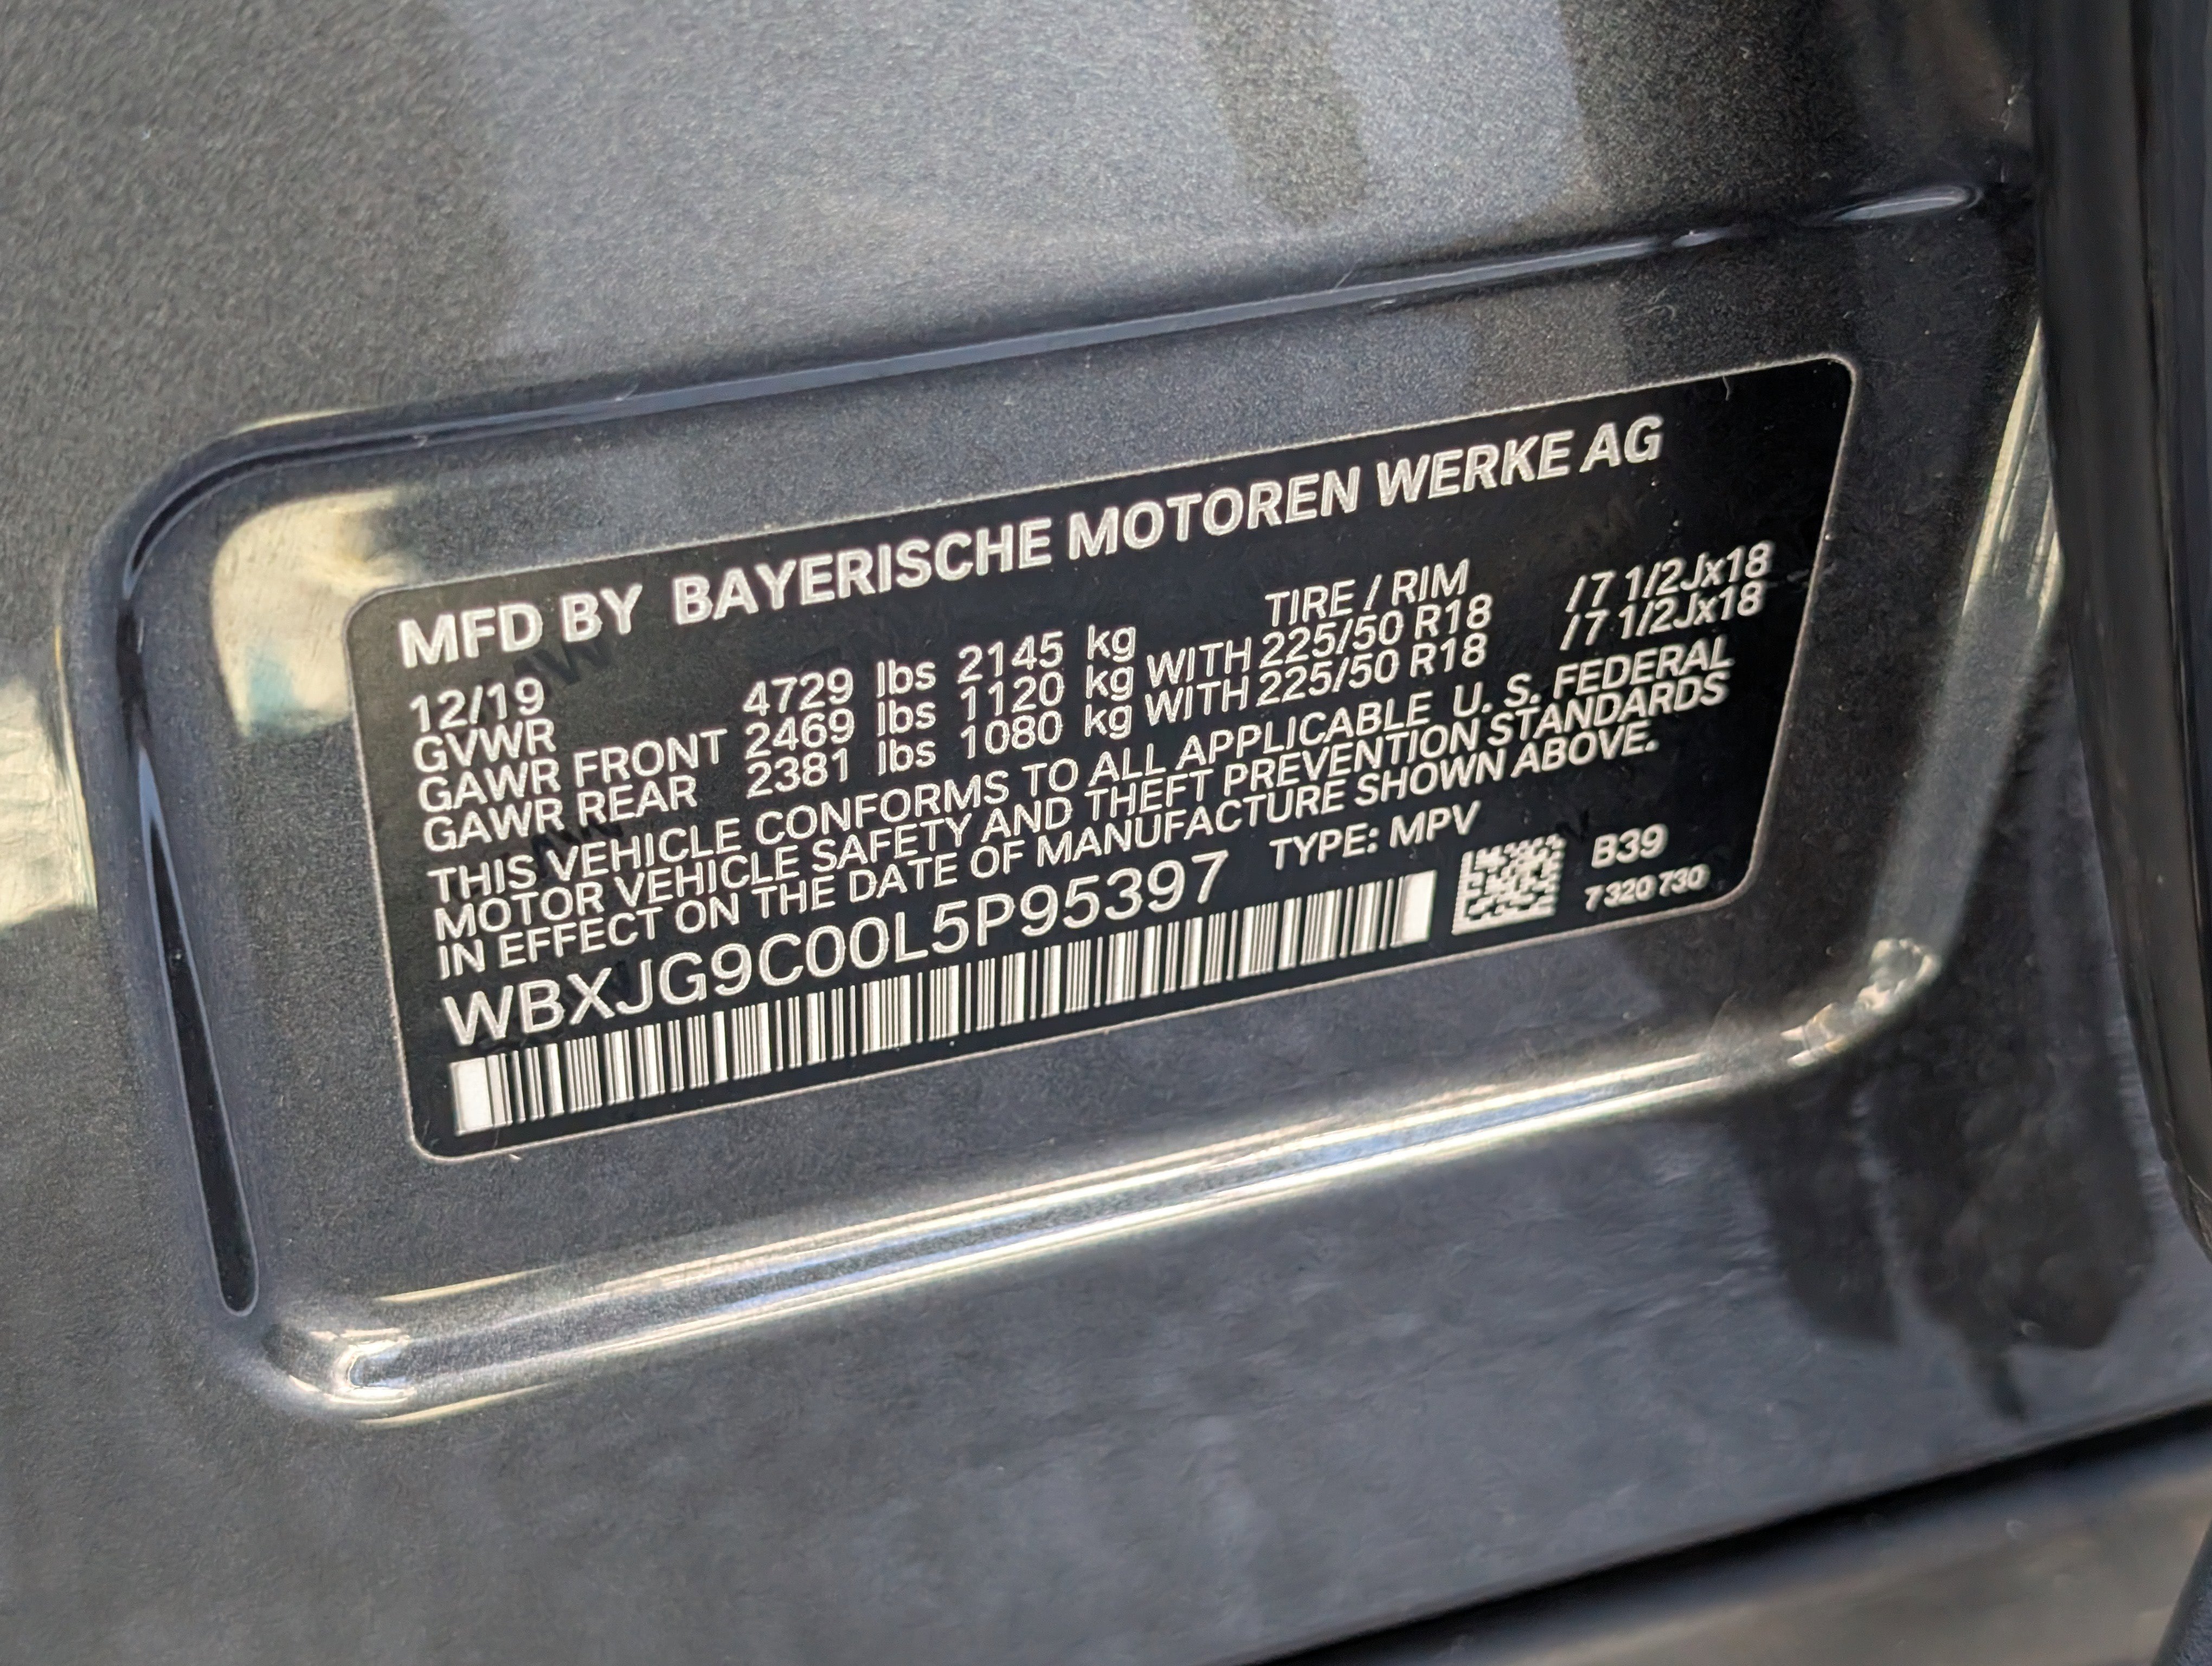 MFD BY BAYERISCHE MOTOREN WERKE AG
12/19 TIRE / RIM
GVWR 4729 lbs 2145 kg
GAWR FRONT 2469 lbs 1120 kg WITH 225/50 R18 /7 1/2Jx18
GAWR REAR 2381 lbs 1080 kg WITH 225/50 R18 /7 1/2Jx18
THIS VEHICLE CONFORMS TO ALL APPLICABLE U. S. FEDERAL
MOTOR VEHICLE SAFETY AND THEFT PREVENTION STANDARDS
IN EFFECT ON THE DATE OF MANUFACTURE SHOWN ABOVE.
WBXJG9C00L5P95397 TYPE: MPV
B39
7 320 730